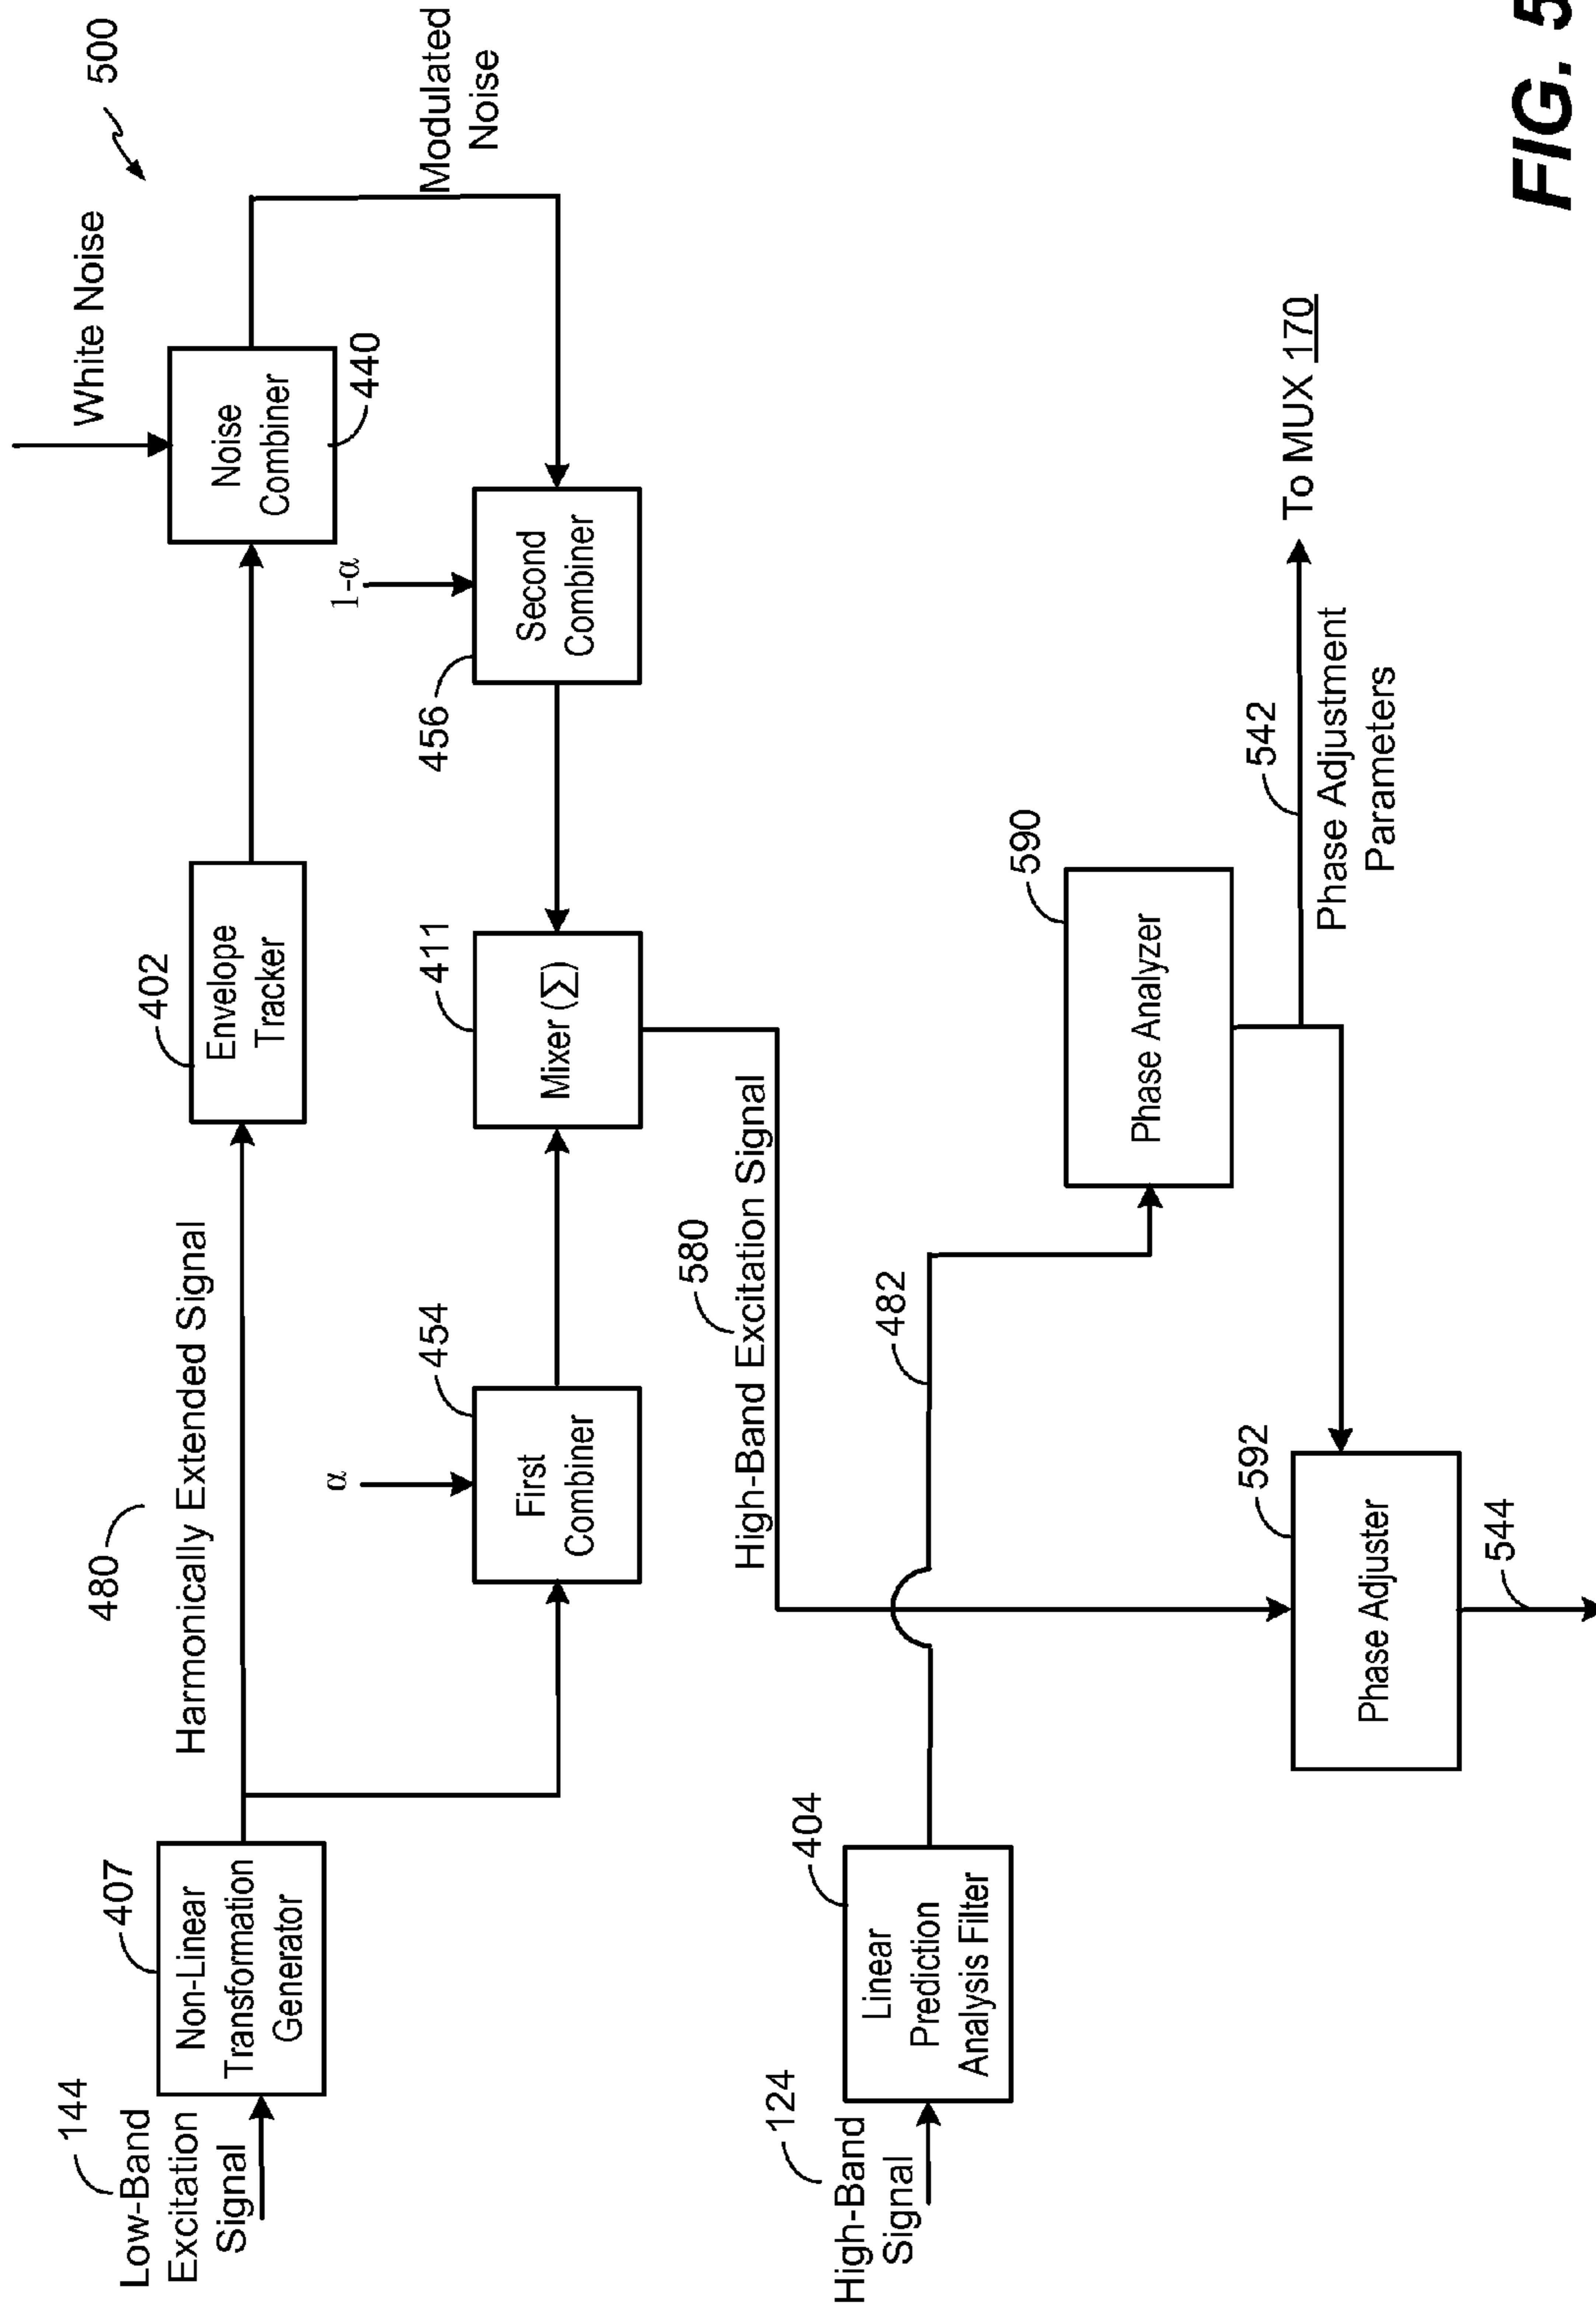 500
144
Low-Band
Excitation
Signal
407
Non-Linear
Transformation
Generator
480
Harmonically Extended Signal
402
Envelope
Tracker
White Noise
Noise
Combiner
440
Modulated
Noise
α
454
First
Combiner
411
Mixer (Σ)
1-α
456
Second
Combiner
580
High-Band Excitation Signal
124
High-Band
Signal
404
Linear
Prediction
Analysis Filter
482
590
Phase Analyzer
542
Phase Adjustment
Parameters
To MUX 170
592
Phase Adjuster
544
FIG. 5